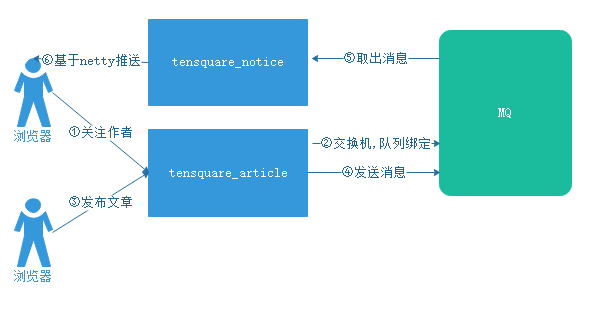 ⑥基于netty推送
tensquare_notice
⑤取出消息
MQ
浏览器
①关注作者
②交换机,队列绑定
tensquare_article
④发送消息
③发布文章
浏览器